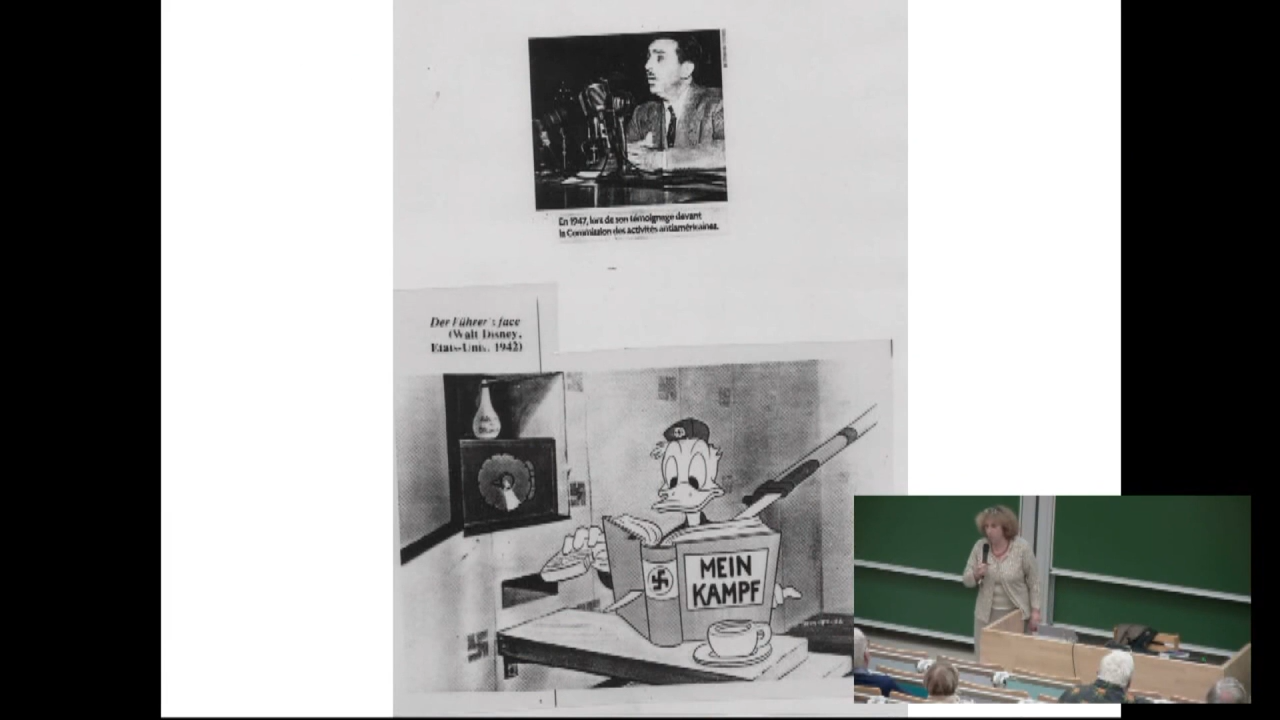 En 1947, lors de son témoignage devant
la Commission des activités antiaméricaines.
Der Führer's face
(Walt Disney,
Etats-Unis, 1942)
MEIN
KAMPF